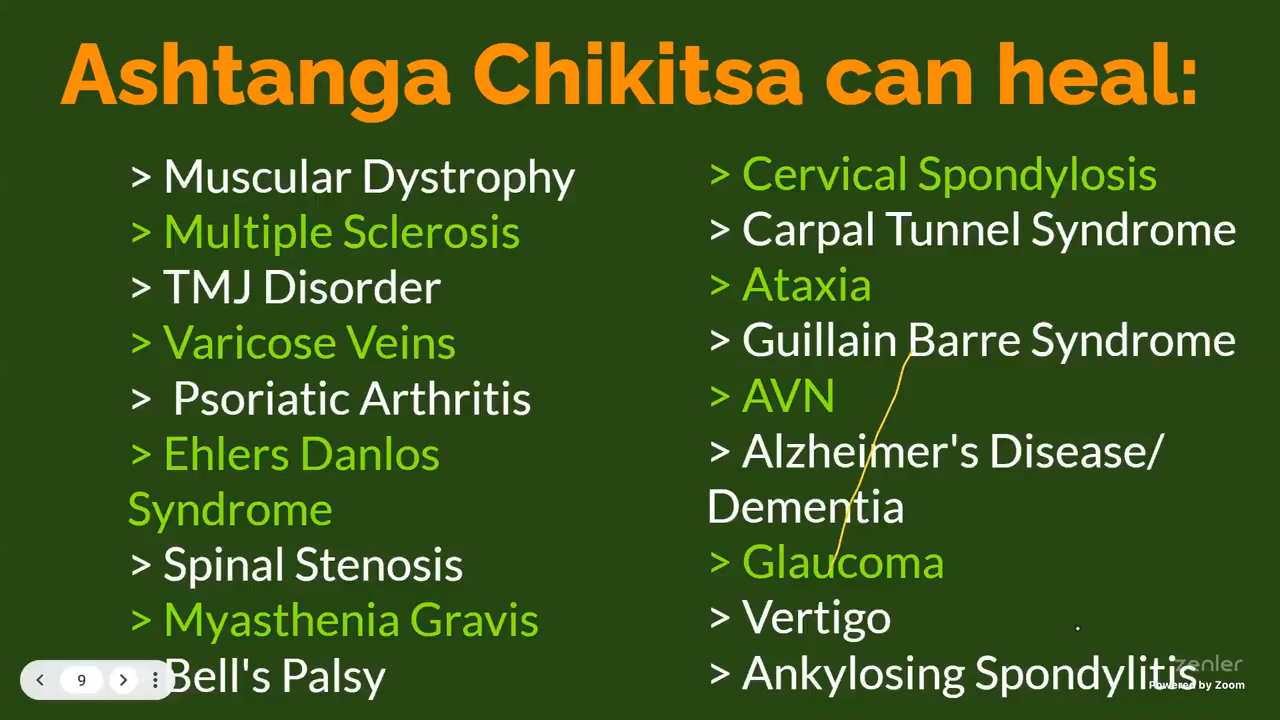 Ashtanga Chikitsa can heal:
> Muscular Dystrophy
> Multiple Sclerosis
> TMJ Disorder
> Varicose Veins
> Psoriatic Arthritis
> Ehlers Danlos
Syndrome
> Spinal Stenosis
> Myasthenia Gravis
Bell's Palsy
> Cervical Spondylosis
> Carpal Tunnel Syndrome
> Ataxia
> Guillain Barre Syndrome
> AVN
> Alzheimer's Disease/
Dementia
> Glaucoma
> Vertigo
> Ankylosing Spondylitis
9
zenler
Powered by Zoom